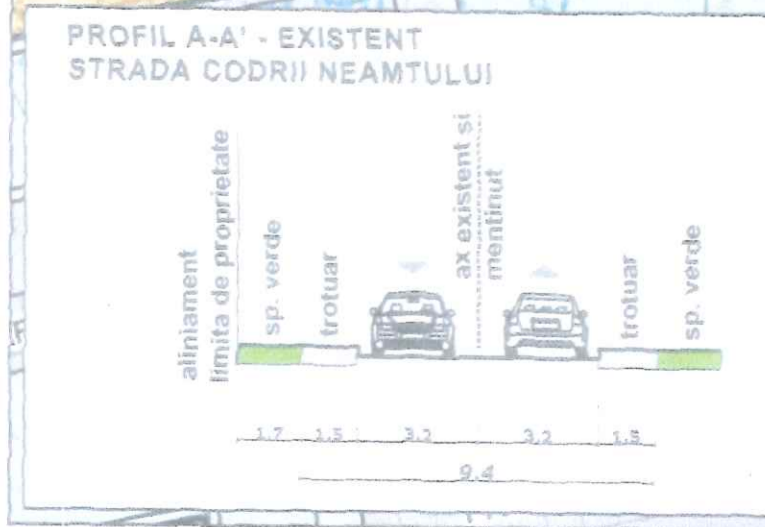 PROFIL A-A' - EXISTENT
STRADA CODRII NEAMTULUI
aliniament
limita de proprietate
sp. verde
trotuar
ax existent si
mentinut
trotuar
sp. verde
1.7 1.5 3.2 3.2 1.5
9.4